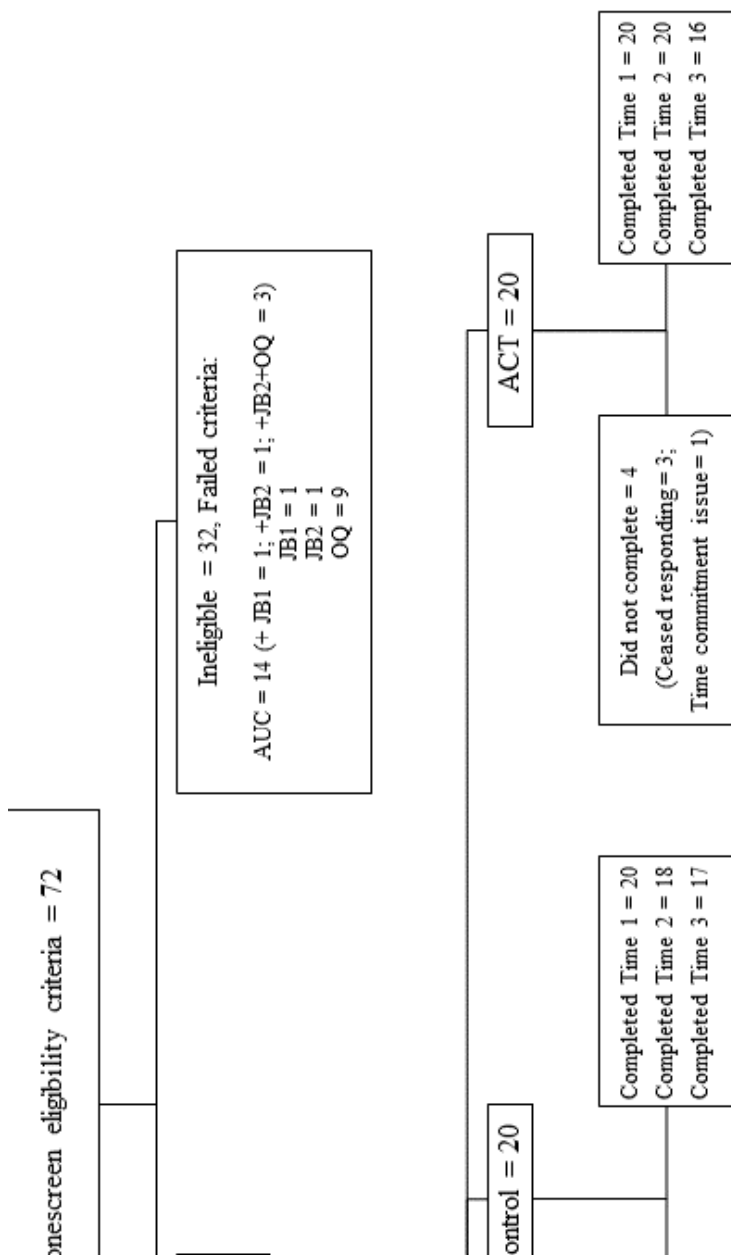 onescreen eligibility criteria = 72
Ineligible = 32, Failed criteria:
AUC = 14 (+ JB1 = 1; +JB2 = 1; +JB2+OQ = 3)
JB1 = 1
JB2 = 1
OQ = 9
ontrol = 20
ACT = 20
Completed Time 1 = 20
Completed Time 2 = 18
Completed Time 3 = 17
Did not complete = 4
(Ceased responding = 3;
Time commitment issue = 1)
Completed Time 1 = 20
Completed Time 2 = 20
Completed Time 3 = 16